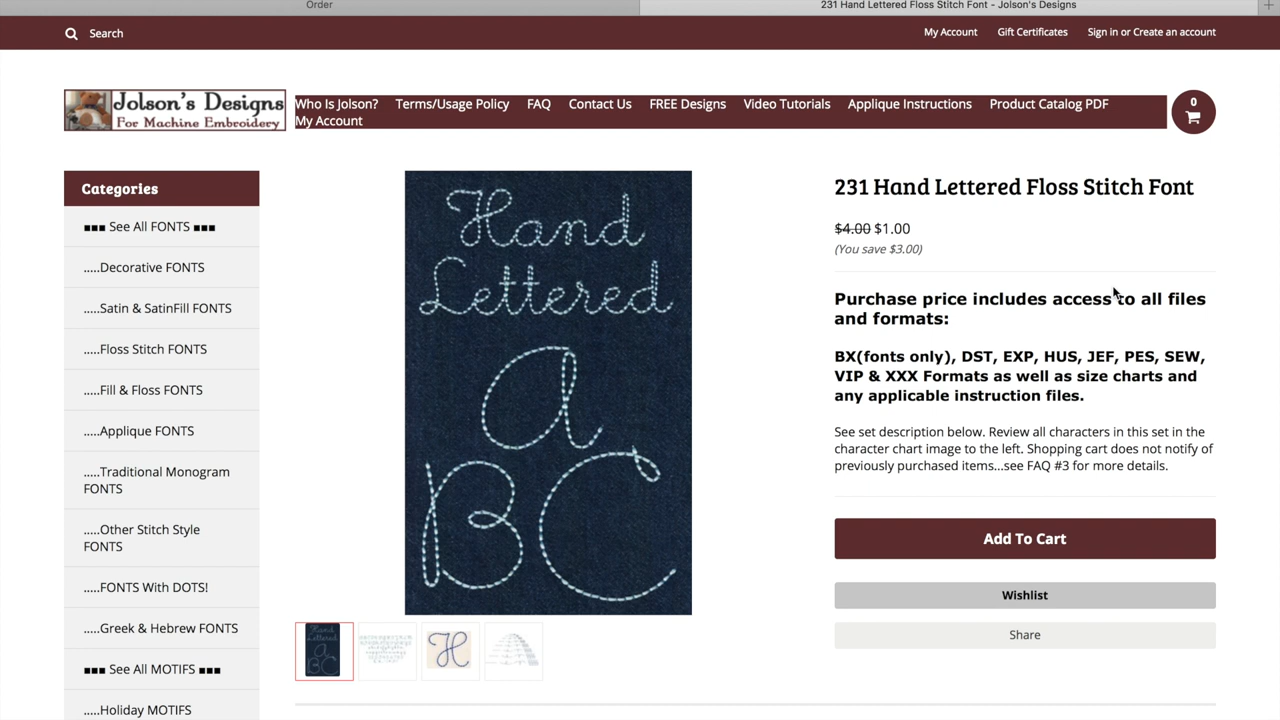 Order
231 Hand Lettered Floss Stitch Font - Jolson's Designs
Search
My Account
Gift Certificates
Sign in or Create an account
Jolson's Designs
For Machine Embroidery
Who Is Jolson?
Terms/Usage Policy
FAQ
Contact Us
FREE Designs
Video Tutorials
Applique Instructions
Product Catalog PDF
My Account
0
Categories
■■■ See All FONTS ■■■
.....Decorative FONTS
.....Satin & SatinFill FONTS
.....Floss Stitch FONTS
.....Fill & Floss FONTS
.....Applique FONTS
.....Traditional Monogram
FONTS
.....Other Stitch Style
FONTS
.....FONTS With DOTS!
.....Greek & Hebrew FONTS
■■■ See All MOTIFS ■■■
.....Holiday MOTIFS
Hand
Lettered
a
BC
Hand
Lettered
a
BC
H
231 Hand Lettered Floss Stitch Font
$4.00 $1.00
(You save $3.00)
Purchase price includes access to all files
and formats:
BX(fonts only), DST, EXP, HUS, JEF, PES, SEW,
VIP & XXX Formats as well as size charts and
any applicable instruction files.
See set description below. Review all characters in this set in the
character chart image to the left. Shopping cart does not notify of
previously purchased items...see FAQ #3 for more details.
Add To Cart
Wishlist
Share